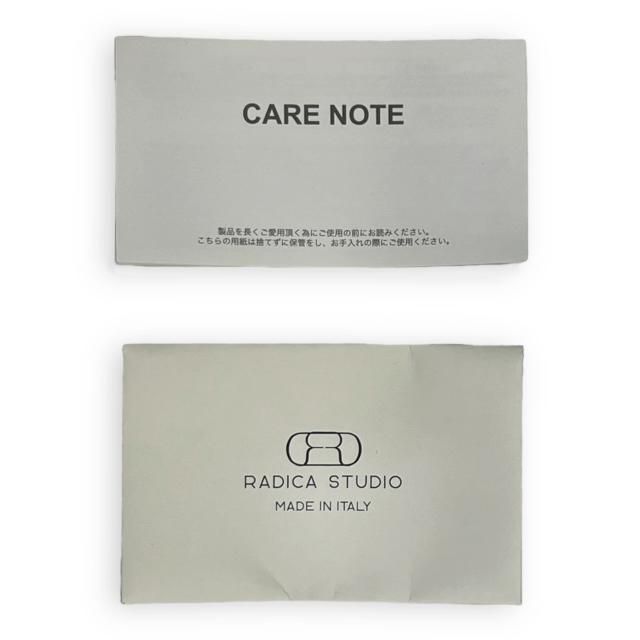 CARE NOTE
製品を長くご愛用頂く為にご使用の前にお読みください。
こちらの用紙は捨てずに保管をし、お手入れの際にご使用ください。
RADICA STUDIO
MADE IN ITALY